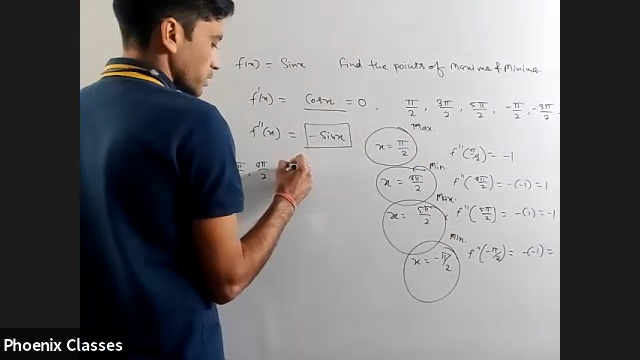 f(x) = Sinx find the points of Maxima & Minima.
f'(x) = Cosx = 0 . π/2, 3π/2, 5π/2, -π/2, -3π/2
f''(x) = - Sinx
Max.
x = π/2 f''(π/2) = -1
Min.
x = 3π/2 f''(3π/2) = -(-1) = 1
Max.
x = 5π/2 f''(5π/2) = -(1) = -1
Min.
x = -π/2 f''(-π/2) = -(-1) =
9π/2
Phoenix Classes